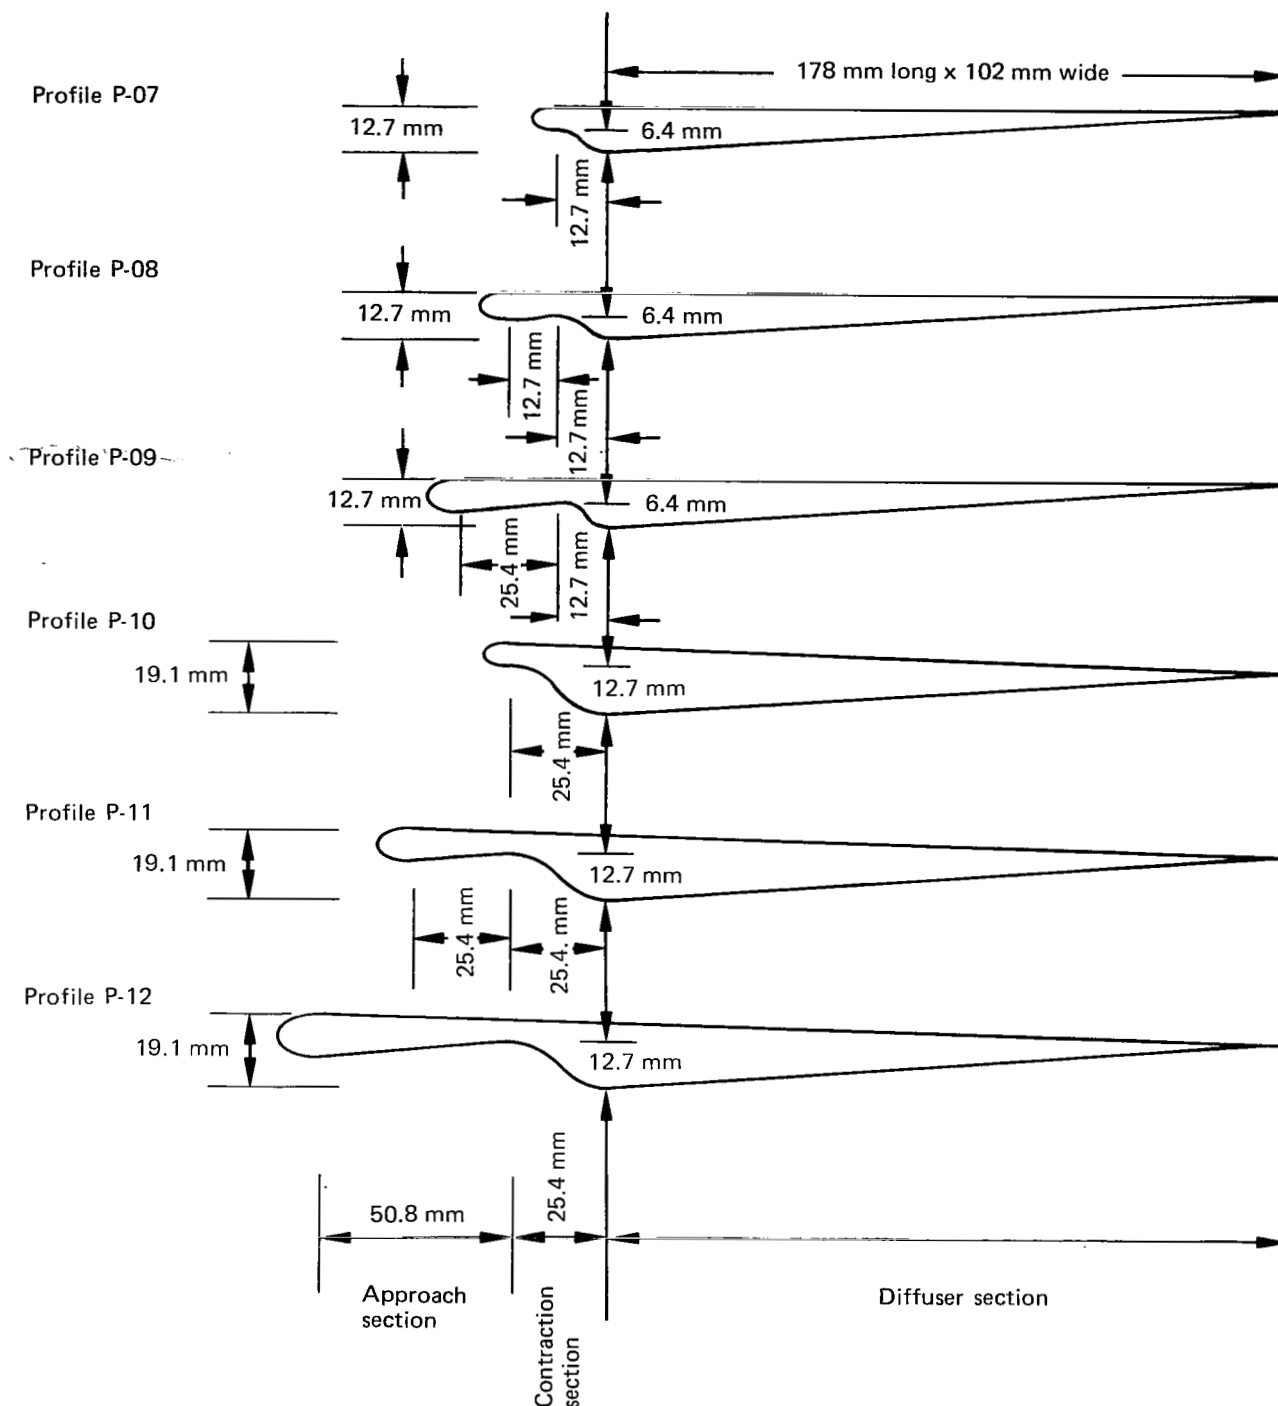 178 mm long x 102 mm wide
Profile P-07
12.7 mm
6.4 mm
12.7 mm
Profile P-08
12.7 mm
6.4 mm
12.7 mm
12.7 mm
Profile P-09
12.7 mm
6.4 mm
25.4 mm
12.7 mm
Profile P-10
19.1 mm
12.7 mm
25.4 mm
Profile P-11
19.1 mm
12.7 mm
25.4 mm
25.4. mm
Profile P-12
19.1 mm
12.7 mm
25.4 mm
50.8 mm
Approach
section
Contraction
section
Diffuser section